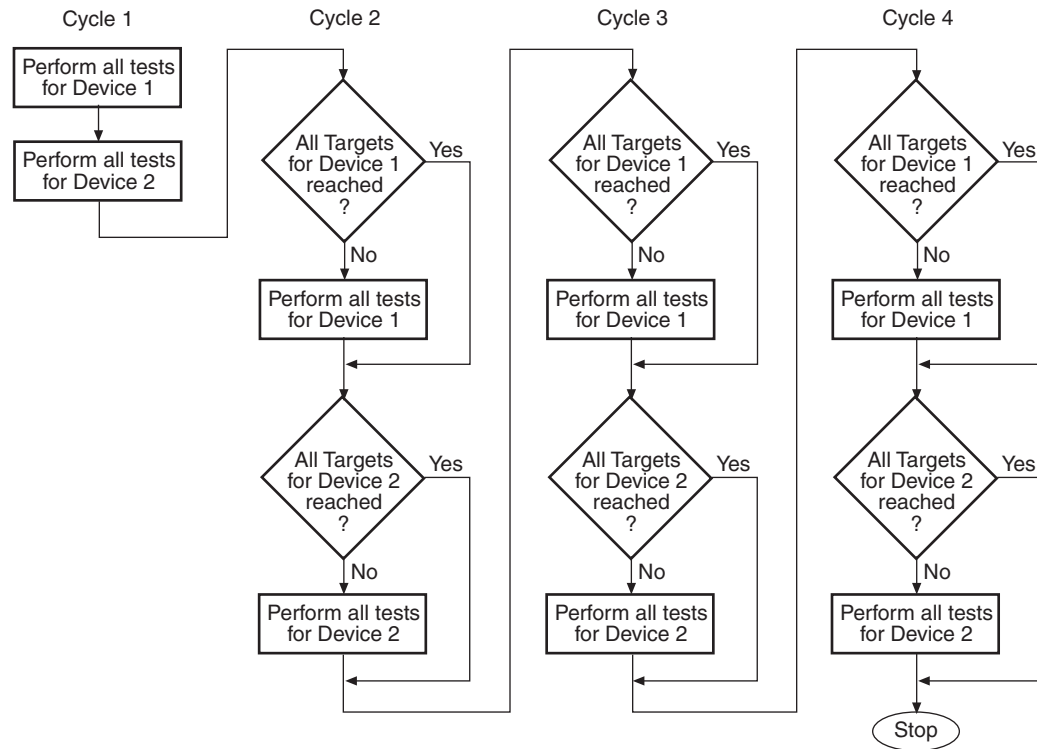 Cycle 1
Perform all tests
for Device 1
Perform all tests
for Device 2
Cycle 2
All Targets
for Device 1
reached
?
Yes
No
Perform all tests
for Device 1
All Targets
for Device 2
reached
?
Yes
No
Perform all tests
for Device 2
Cycle 3
All Targets
for Device 1
reached
?
Yes
No
Perform all tests
for Device 1
All Targets
for Device 2
reached
?
Yes
No
Perform all tests
for Device 2
Cycle 4
All Targets
for Device 1
reached
?
Yes
No
Perform all tests
for Device 1
All Targets
for Device 2
reached
?
Yes
No
Perform all tests
for Device 2
Stop